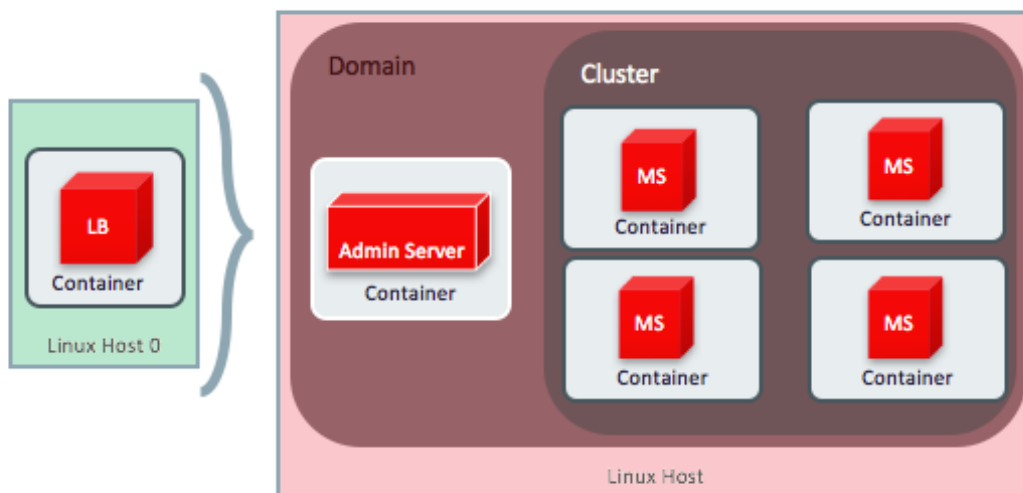 LB
Container
Linux Host 0
Domain
Admin Server
Container
Cluster
MS
Container
MS
Container
MS
Container
MS
Container
Linux Host